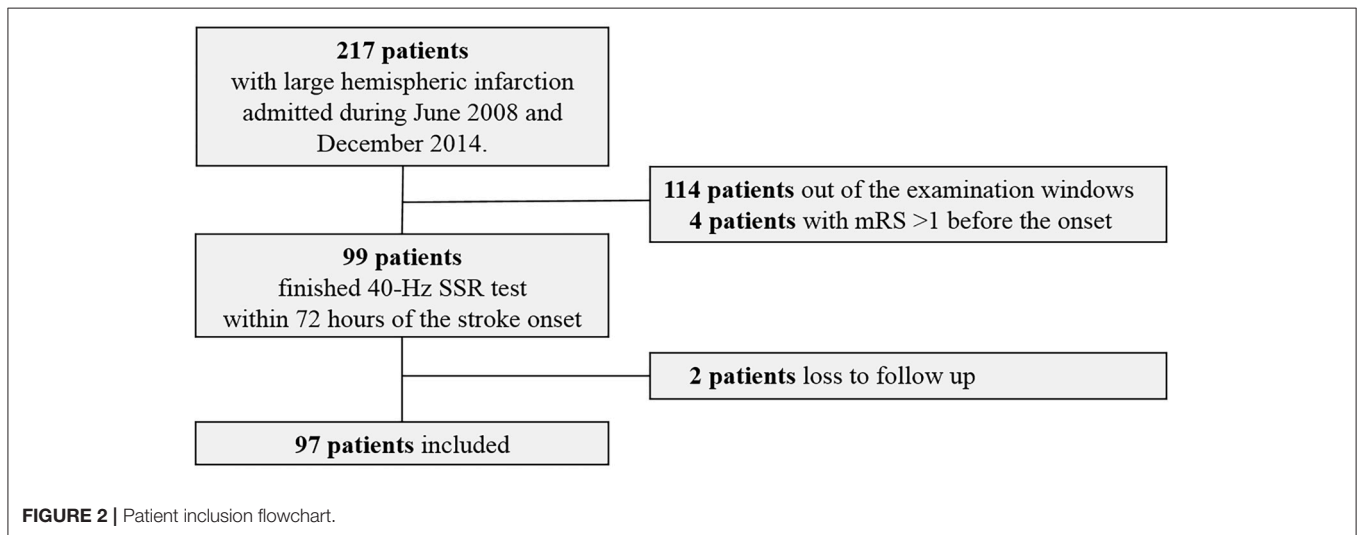 217 patients
with large hemispheric infarction
admitted during June 2008 and
December 2014.
114 patients out of the examination windows
4 patients with mRS >1 before the onset
99 patients
finished 40-Hz SSR test
within 72 hours of the stroke onset
2 patients loss to follow up
97 patients included
FIGURE 2 | Patient inclusion flowchart.